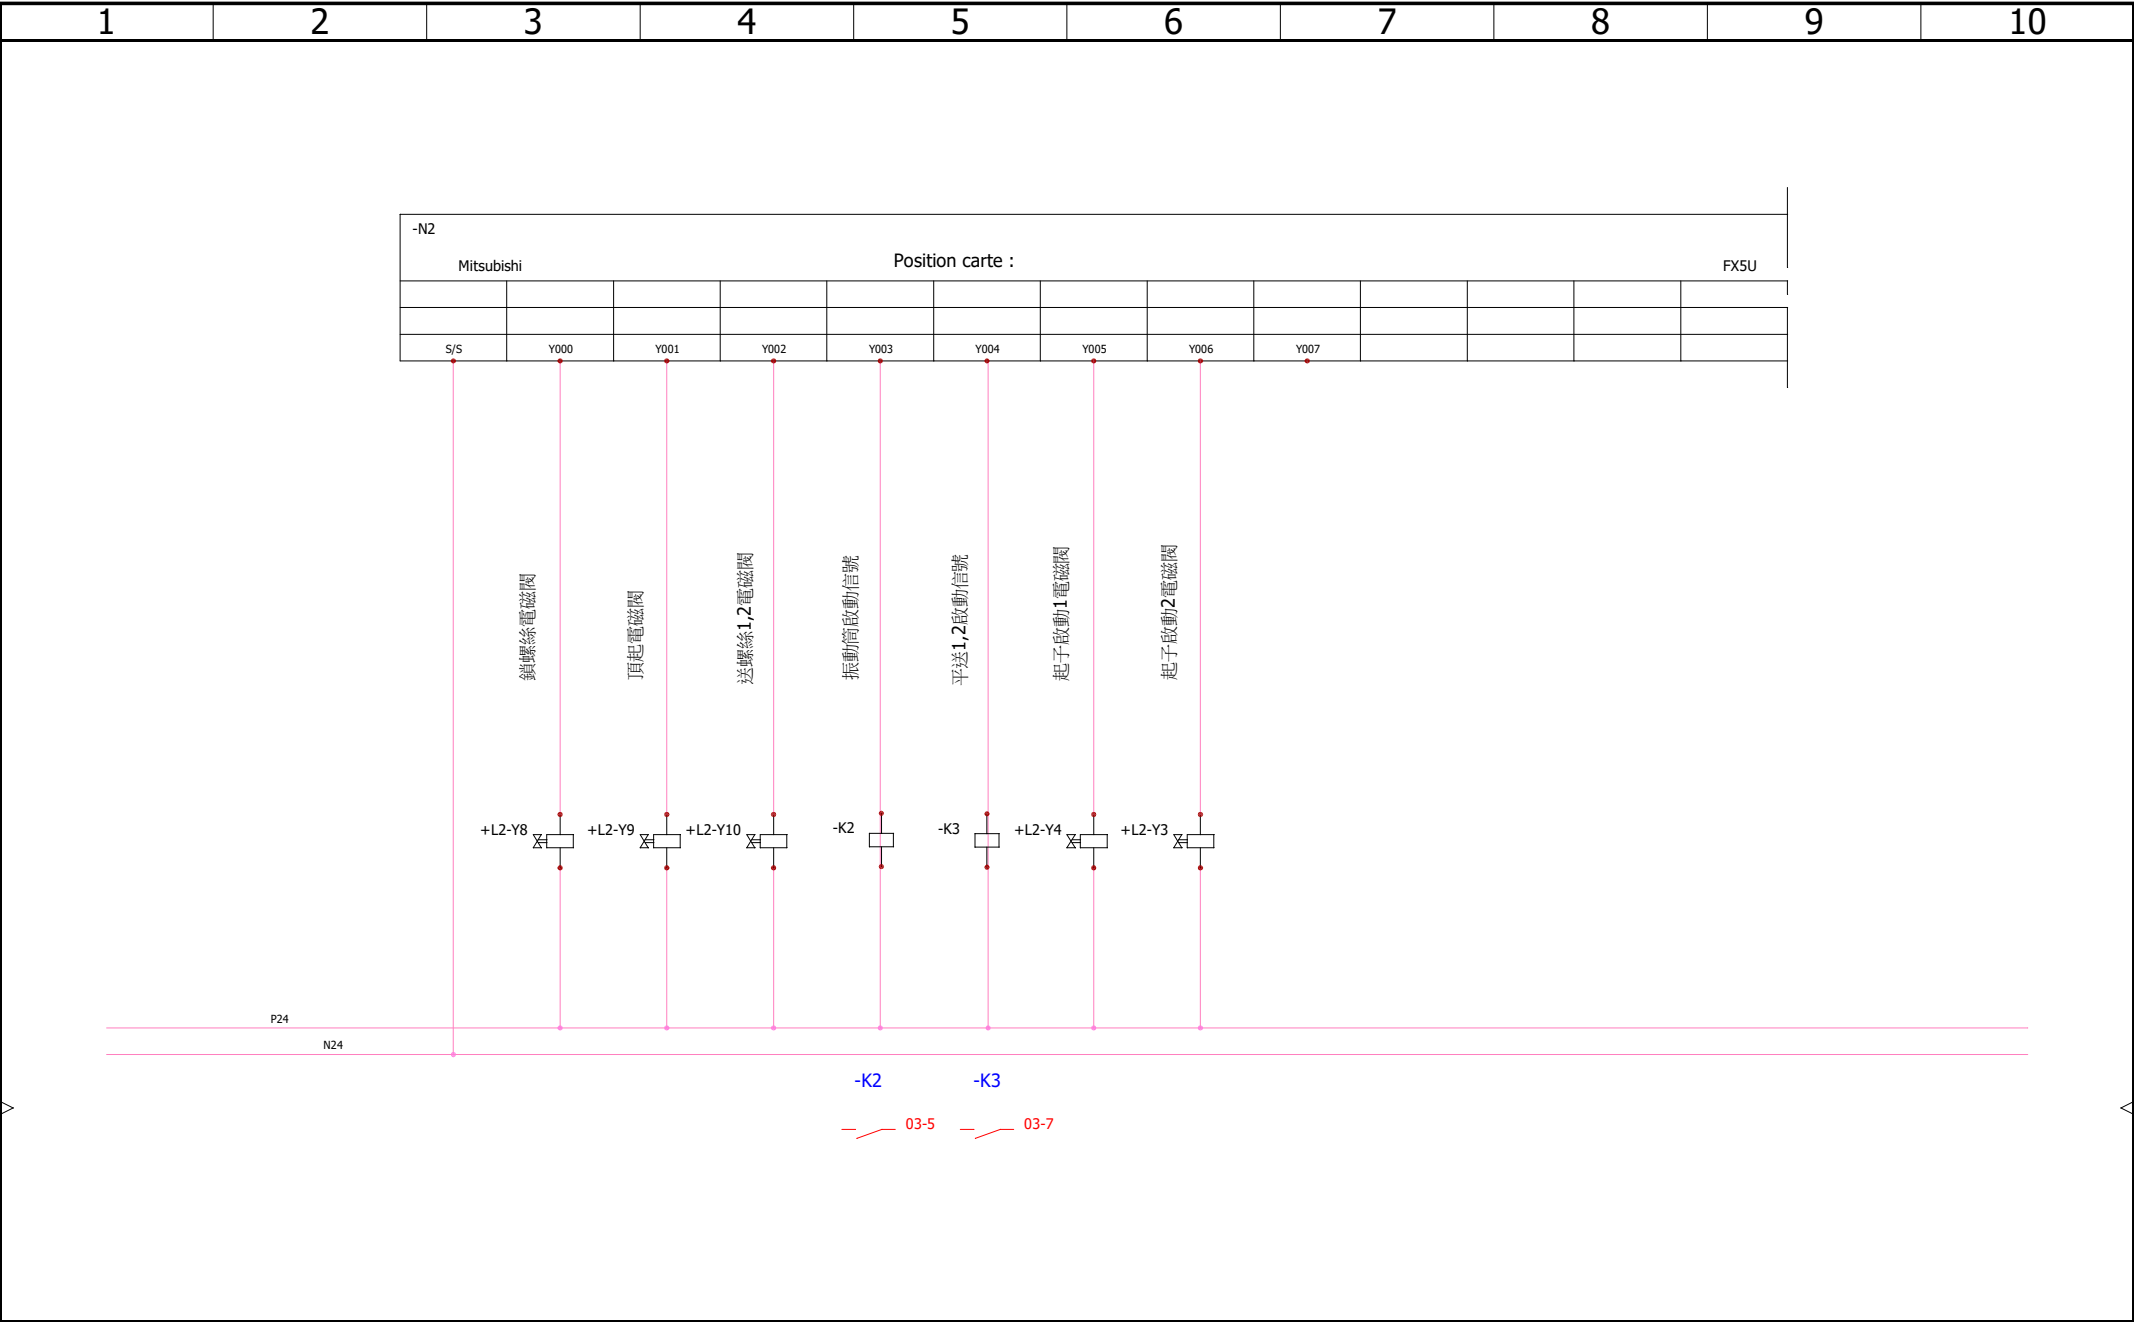 1 2 3 4 5 6 7 8 9 10
-N2
Mitsubishi Position carte : FX5U
S/S Y000 Y001 Y002 Y003 Y004 Y005 Y006 Y007
鎖螺絲電磁閥
頂起電磁閥
送螺絲1,2電磁閥
振動筒啟動信號
平送1,2啟動信號
起子啟動1電磁閥
起子啟動2電磁閥
+L2-Y8 +L2-Y9 +L2-Y10 -K2 -K3 +L2-Y4 +L2-Y3
P24
N24
-K2 -K3
03-5 03-7